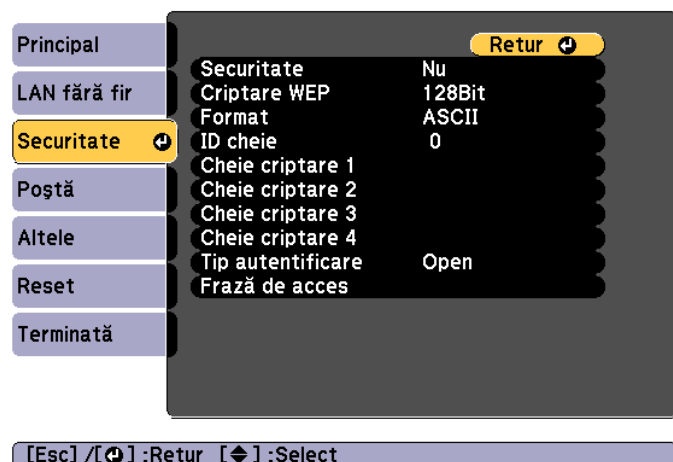 Principal
LAN fără fir
Securitate
Poştă
Altele
Reset
Terminată
Retur
Securitate Nu
Criptare WEP 128Bit
Format ASCII
ID cheie 0
Cheie criptare 1
Cheie criptare 2
Cheie criptare 3
Cheie criptare 4
Tip autentificare Open
Frază de acces
[Esc] /[⏎] :Retur [◆] :Select